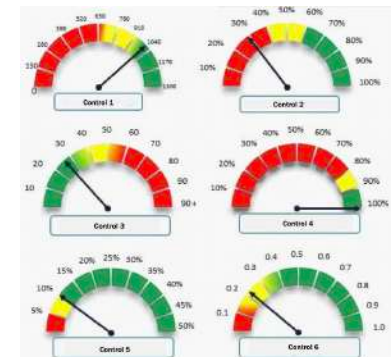 0 130 260 390 520 650 780 910 1040 1170 1300
Control 1
10% 20% 30% 40% 50% 60% 70% 80% 90% 100%
Control 2
10 20 30 40 50 60 70 80 90 90+
Control 3
10% 20% 30% 40% 50% 60% 70% 80% 90% 100%
Control 4
5% 10% 15% 20% 25% 30% 35% 40% 45% 50%
Control 5
0.1 0.2 0.3 0.4 0.5 0.6 0.7 0.8 0.9 1.0
Control 6